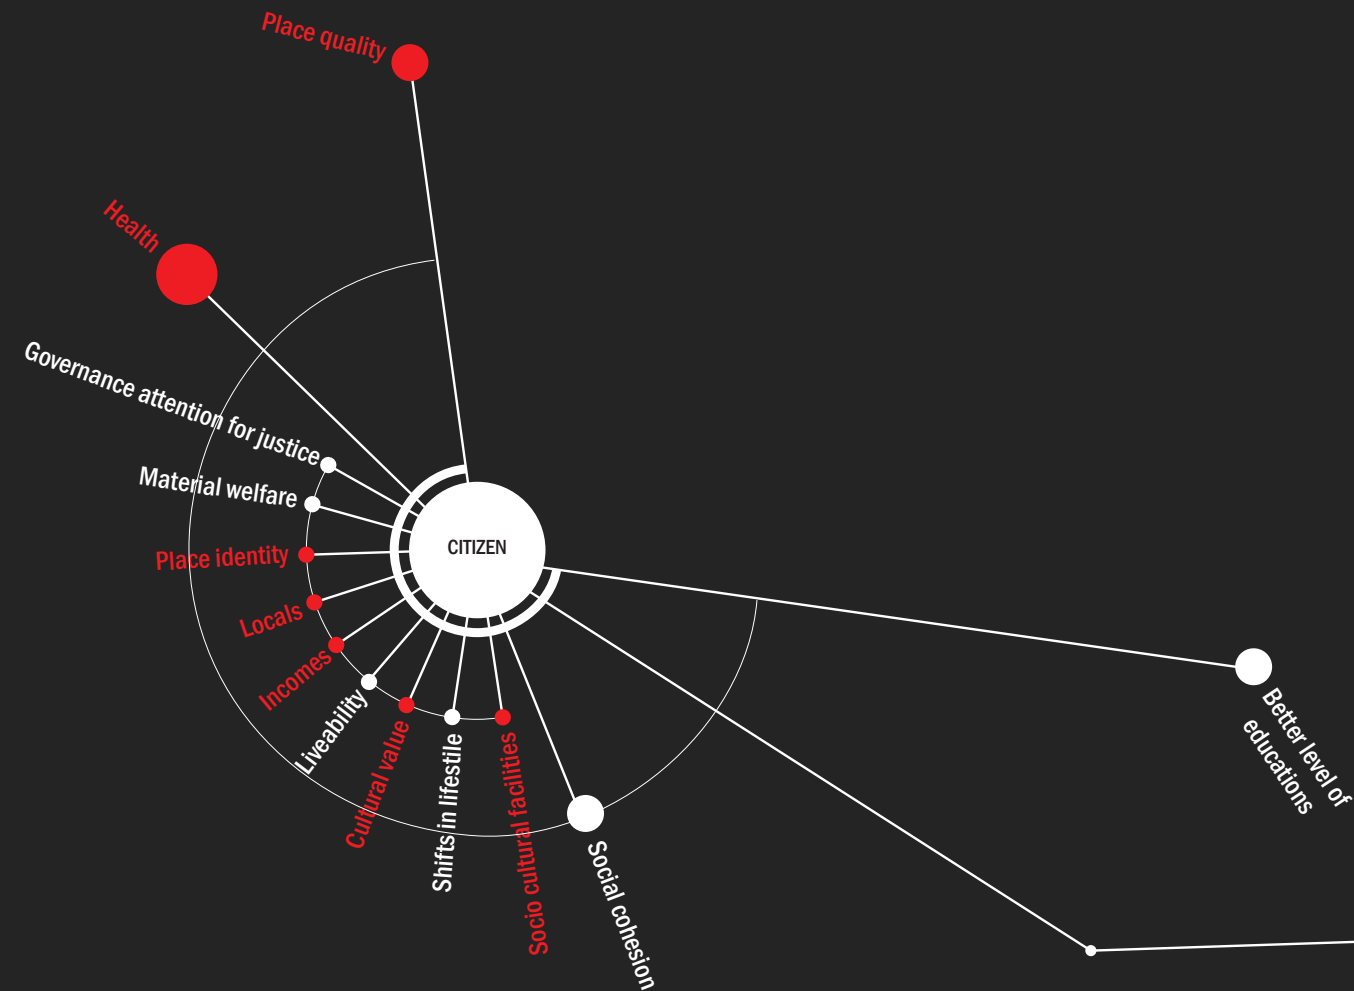 Place quality
Health
Governance attention for justice
Material welfare
Place identity
Locals
Incomes
Liveability
Cultural value
Shifts in lifestile
Socio cultural facilities
Social cohesion
CITIZEN
Better level of
educations